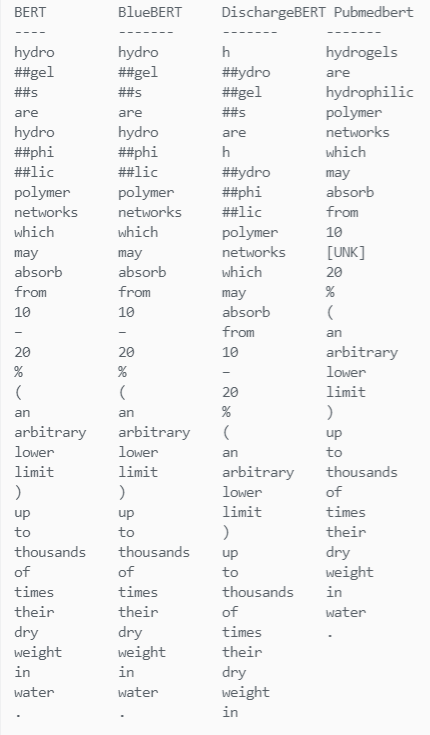 BERT BlueBERT DischargeBERT Pubmedbert
---- ------- ------- -------
hydro hydro h hydrogels
##gel ##gel ##ydro are
##s ##s ##gel hydrophilic
are are ##s polymer
hydro hydro are networks
##phi ##phi h which
##lic ##lic ##ydro may
polymer polymer ##phi absorb
networks networks ##lic from
which which polymer 10
may may networks [UNK]
absorb absorb which 20
from from may %
10 10 absorb (
– – from an
20 20 10 arbitrary
% % – lower
( ( 20 limit
an an % )
arbitrary arbitrary ( up
lower lower an to
limit limit arbitrary thousands
) ) lower of
up up limit times
to to ) their
thousands thousands up dry
of of to weight
times times thousands in
their their of water
dry dry times .
weight weight their
in in dry
water water weight
. . in